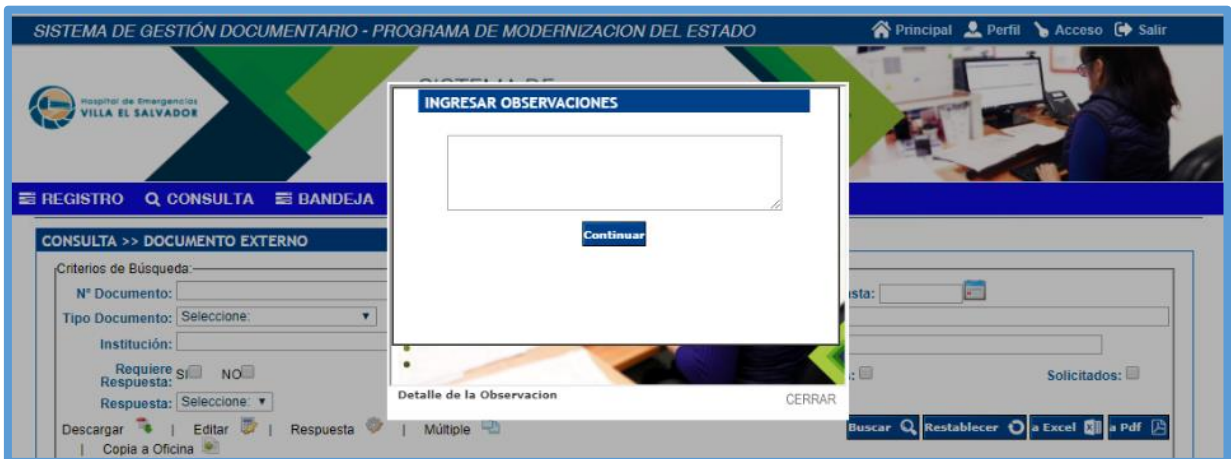 SISTEMA DE GESTIÓN DOCUMENTARIO - PROGRAMA DE MODERNIZACION DEL ESTADO Principal Perfil Acceso Salir
Hospital de Emergencias
VILLA EL SALVADOR
SISTEMA DE
INGRESAR OBSERVACIONES
REGISTRO CONSULTA BANDEJA
Continuar
CONSULTA >> DOCUMENTO EXTERNO
Criterios de Búsqueda:
N° Documento:
Tipo Documento: Seleccione:
Institución:
Requiere
Respuesta: SI NO
Respuesta: Seleccione:
Solicitados:
Detalle de la Observacion CERRAR
Descargar | Editar | Respuesta | Múltiple
| Copia a Oficina
Buscar Restablecer a Excel a Pdf